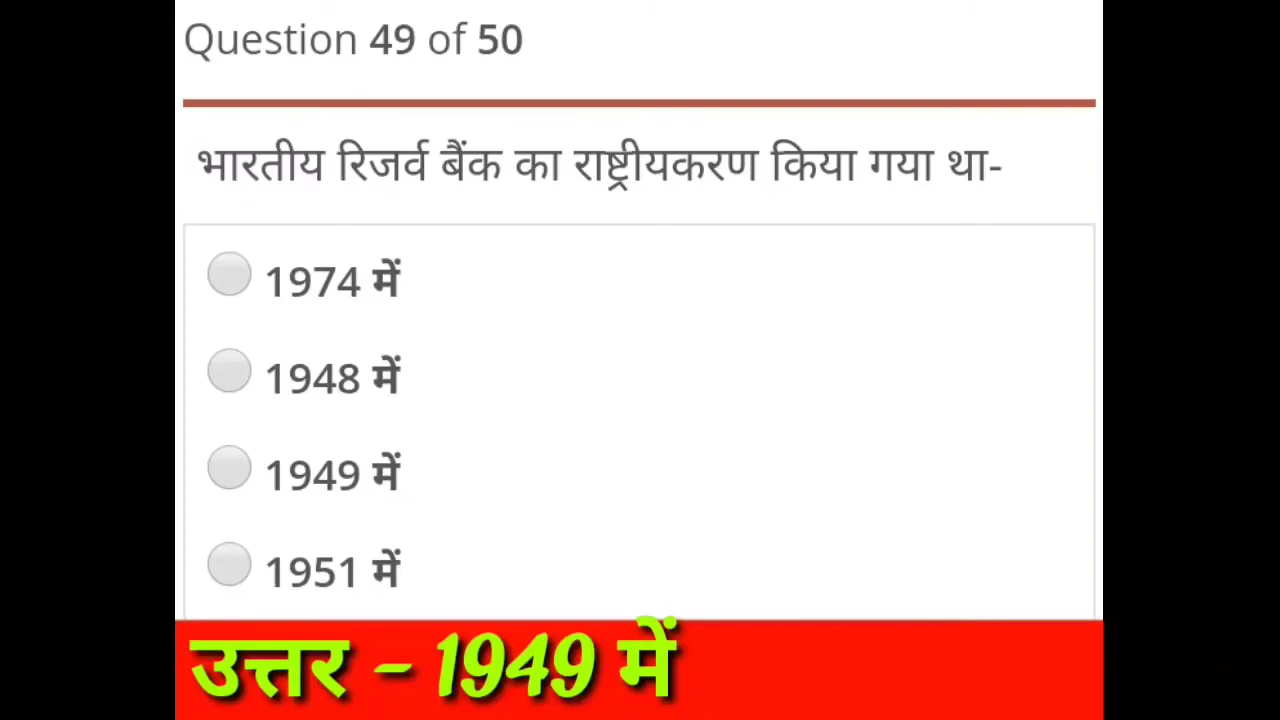 Question 49 of 50
भारतीय रिजर्व बैंक का राष्ट्रीयकरण किया गया था-
1974 में
1948 में
1949 में
1951 में
उत्तर - 1949 में